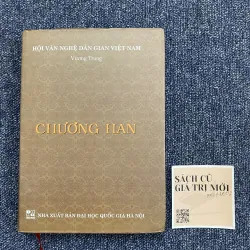 HỘI VĂN NGHỆ DÂN GIAN VIỆT NAM
Vương Trung
CHƯƠNG HAN
NHÀ XUẤT BẢN ĐẠI HỌC QUỐC GIA HÀ NỘI
SÁCH CŨ
GIÁ TRỊ MỚI